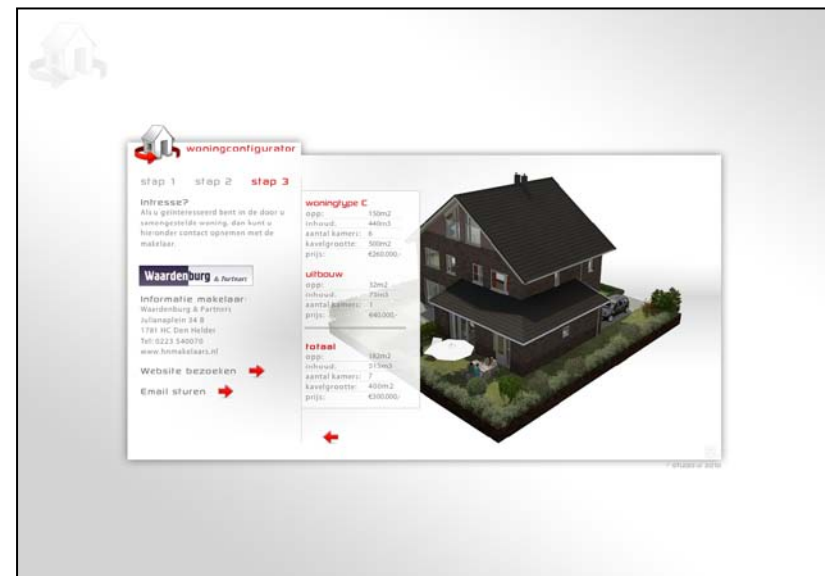 woningconfigurator
stap 1 stap 2 stap 3
Intresse?
Als u geinteresseerd bent in de door u
samengestelde woning, dan kunt u
hieronder contact opnemen met de
makelaar.
Waardenburg & Partners
Informatie makelaar:
Waardenburg & Partners
Julianaplein 34 B
1781 HC Den Helder
Tel: 0223 540070
www.hnmakelaars.nl
Website bezoeken
Email sturen
woningtype C
opp: 150m2
inhoud: 440m3
aantal kamers: 6
kavelgrootte: 500m2
prijs: €260.000,-
uitbouw
opp: 32m2
inhoud: 75m3
aantal kamers: 1
prijs: €40.000,-
totaal
opp: 182m2
inhoud: 515m3
aantal kamers: 7
kavelgrootte: 400m2
prijs: €300.000,-